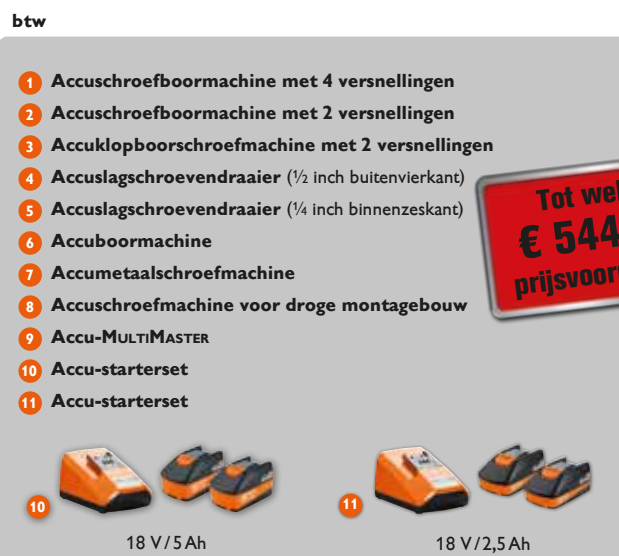 btw
1 Accuschroefboormachine met 4 versnellingen
2 Accuschroefboormachine met 2 versnellingen
3 Accuklopboorschroefmachine met 2 versnellingen
4 Accuslagschroevendraaier (½ inch buitenvierkant)
5 Accuslagschroevendraaier (¼ inch binnenzeskant)
6 Accuboormachine
7 Accumetaalschroefmachine
8 Accuschroefmachine voor droge montagebouw
9 Accu-MULTIMASTER
10 Accu-starterset
11 Accu-starterset
Tot wel
€ 544
prijsvoor
10
11
18 V / 5 Ah
18 V / 2,5 Ah